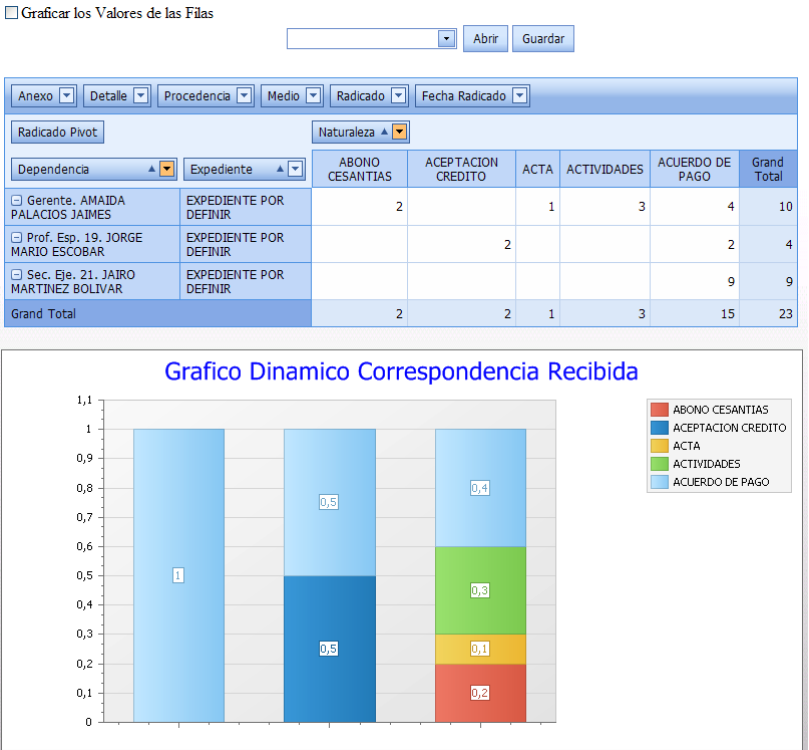 Graficar los Valores de las Filas
Abrir Guardar
Anexo Detalle Procedencia Medio Radicado Fecha Radicado
Radicado Pivot Naturaleza
Dependencia Expediente ABONO CESANTIAS ACEPTACION CREDITO ACTA ACTIVIDADES ACUERDO DE PAGO Grand Total
Gerente. AMAIDA PALACIOS JAIMES EXPEDIENTE POR DEFINIR 2 1 3 4 10
Prof. Esp. 19. JORGE MARIO ESCOBAR EXPEDIENTE POR DEFINIR 2 2 4
Sec. Eje. 21. JAIRO MARTINEZ BOLIVAR EXPEDIENTE POR DEFINIR 9 9
Grand Total 2 2 1 3 15 23
Grafico Dinamico Correspondencia Recibida
1,1
1
0,9
0,8
0,7
0,6
0,5
0,4
0,3
0,2
0,1
0
1
0,5
0,5
0,4
0,3
0,1
0,2
ABONO CESANTIAS
ACEPTACION CREDITO
ACTA
ACTIVIDADES
ACUERDO DE PAGO